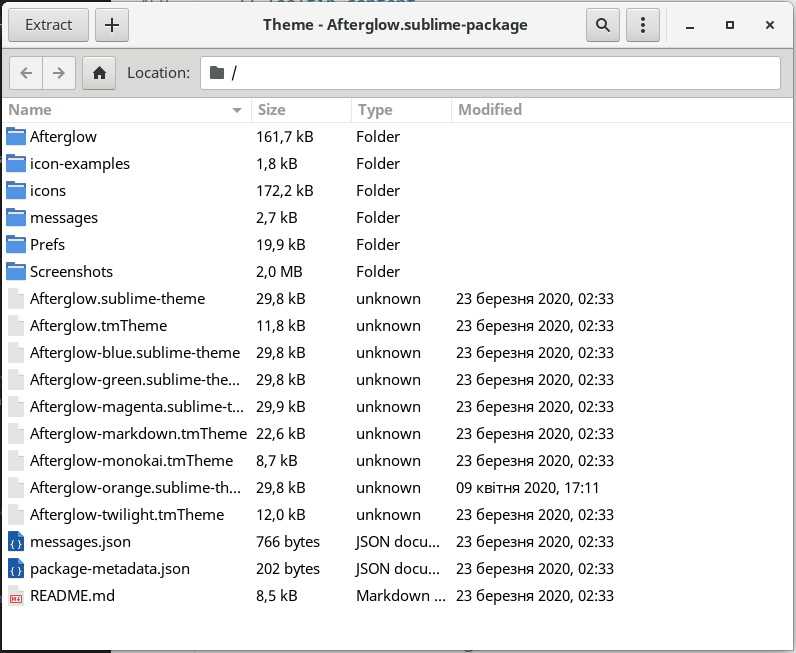 Extract + Theme - Afterglow.sublime-package
Location: /
Name Size Type Modified
Afterglow 161,7 kB Folder
icon-examples 1,8 kB Folder
icons 172,2 kB Folder
messages 2,7 kB Folder
Prefs 19,9 kB Folder
Screenshots 2,0 MB Folder
Afterglow.sublime-theme 29,8 kB unknown 23 березня 2020, 02:33
Afterglow.tmTheme 11,8 kB unknown 23 березня 2020, 02:33
Afterglow-blue.sublime-theme 29,8 kB unknown 23 березня 2020, 02:33
Afterglow-green.sublime-the... 29,8 kB unknown 23 березня 2020, 02:33
Afterglow-magenta.sublime-t... 29,9 kB unknown 23 березня 2020, 02:33
Afterglow-markdown.tmTheme 22,6 kB unknown 23 березня 2020, 02:33
Afterglow-monokai.tmTheme 8,7 kB unknown 23 березня 2020, 02:33
Afterglow-orange.sublime-th... 29,8 kB unknown 09 квітня 2020, 17:11
Afterglow-twilight.tmTheme 12,0 kB unknown 23 березня 2020, 02:33
messages.json 766 bytes JSON docu... 23 березня 2020, 02:33
package-metadata.json 202 bytes JSON docu... 23 березня 2020, 02:33
README.md 8,5 kB Markdown ... 23 березня 2020, 02:33